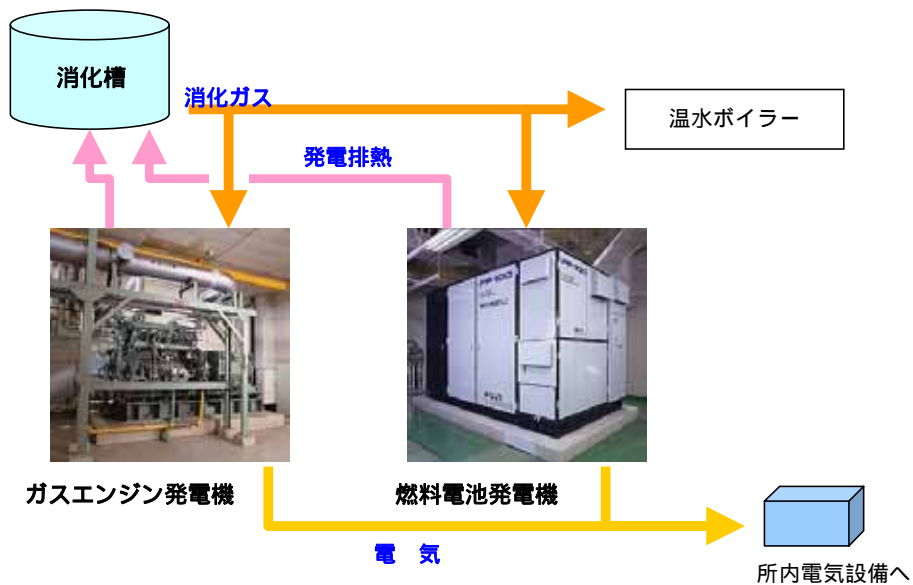 消化槽
消化ガス
温水ボイラー
発電排熱
ガスエンジン発電機
燃料電池発電機
電 気
所内電気設備へ